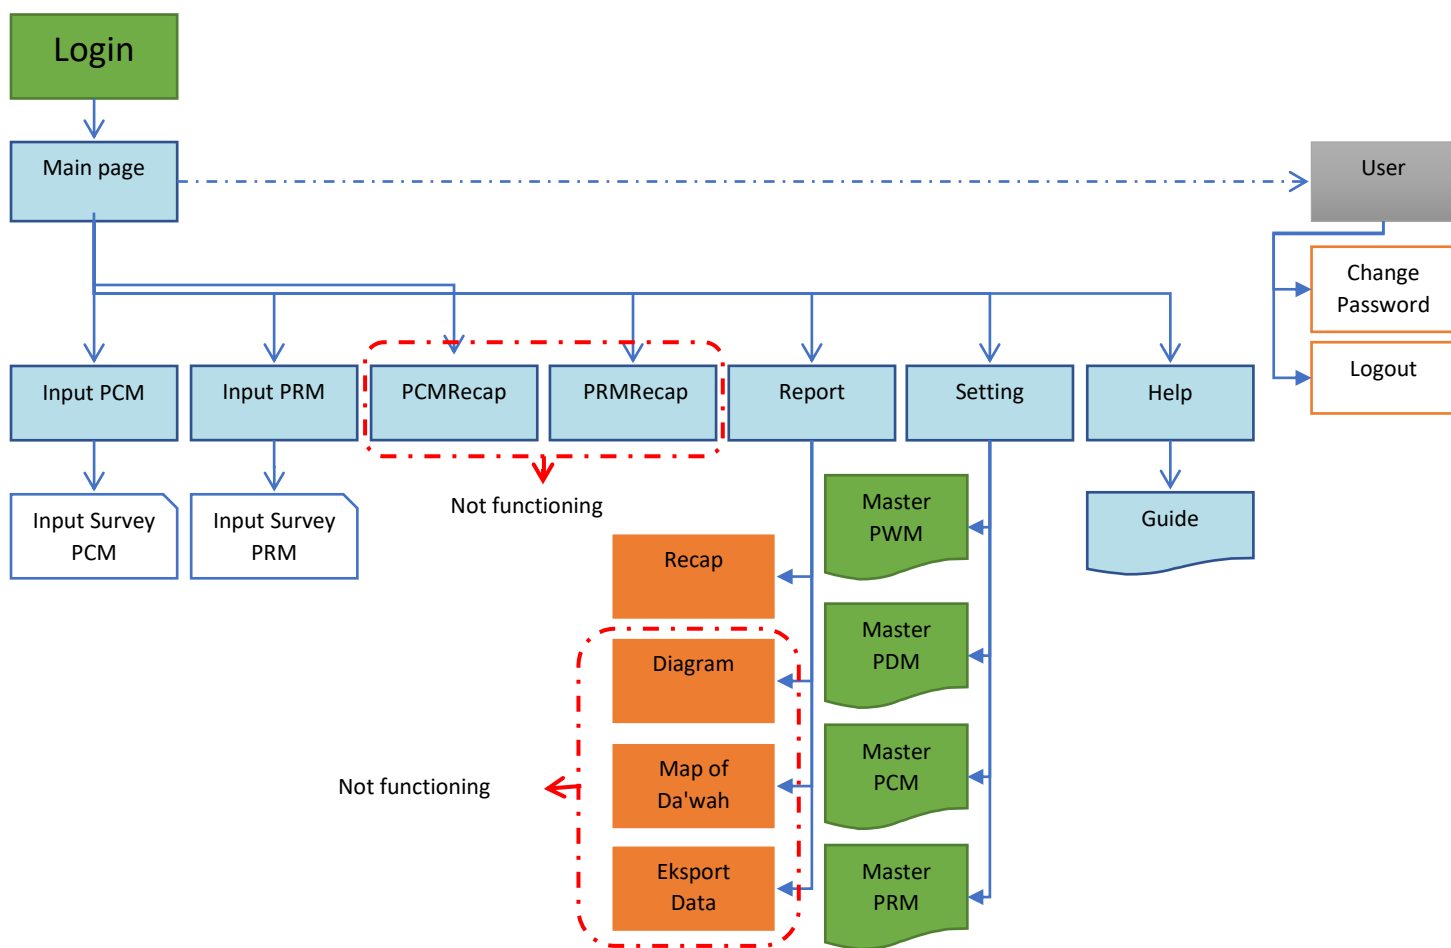 Login
Main page
User
Change
Password
Logout
Input PCM
Input PRM
PCMRecap
PRMRecap
Report
Setting
Help
Input Survey
PCM
Input Survey
PRM
Not functioning
Master
PWM
Guide
Recap
Master
PDM
Diagram
Master
PCM
Map of
Da'wah
Not functioning
Eksport
Data
Master
PRM